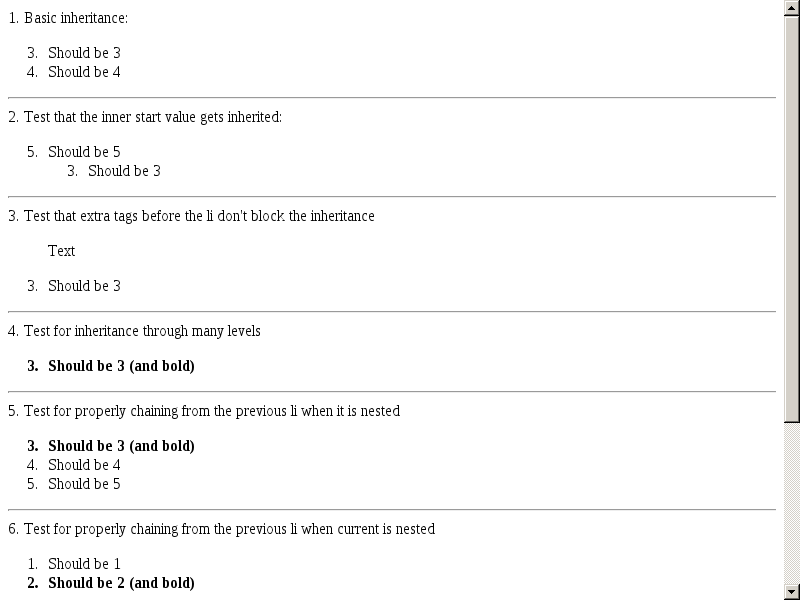 1. Basic inheritance:
3. Should be 3
4. Should be 4
2. Test that the inner start value gets inherited:
5. Should be 5
3. Should be 3
3. Test that extra tags before the li don't block the inheritance
Text
3. Should be 3
4. Test for inheritance through many levels
3. Should be 3 (and bold)
5. Test for properly chaining from the previous li when it is nested
3. Should be 3 (and bold)
4. Should be 4
5. Should be 5
6. Test for properly chaining from the previous li when current is nested
1. Should be 1
2. Should be 2 (and bold)